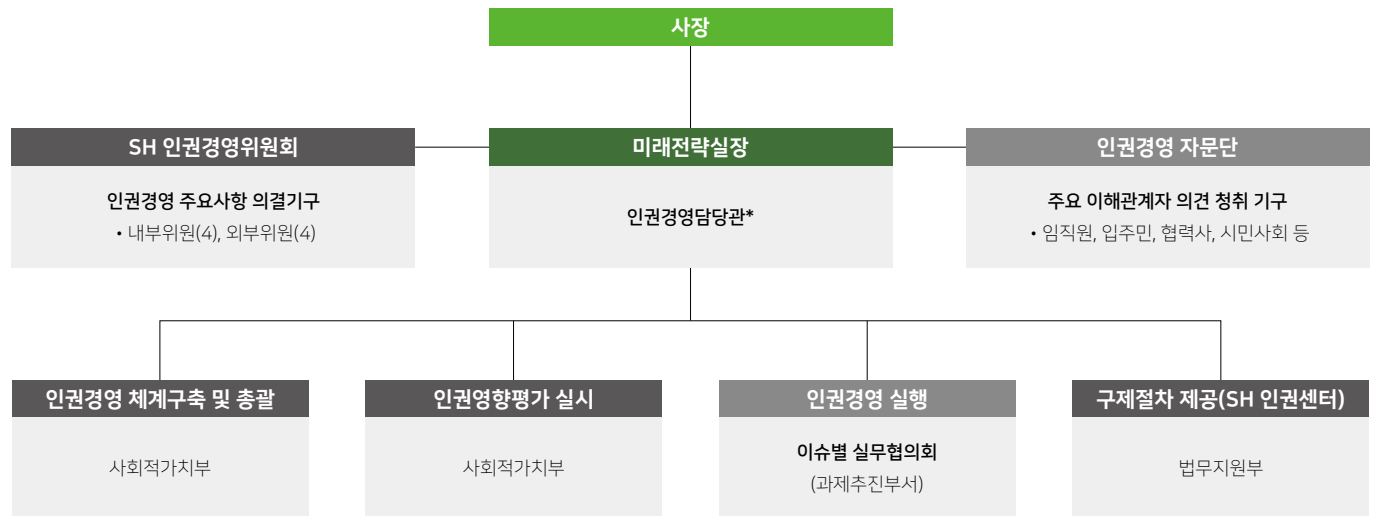 사장
SH 인권경영위원회
인권경영 주요사항 의결기구
• 내부위원(4), 외부위원(4)
미래전략실장
인권경영담당관*
인권경영 자문단
주요 이해관계자 의견 청취 기구
• 임직원, 입주민, 협력사, 시민사회 등
인권경영 체계구축 및 총괄
사회적가치부
인권영향평가 실시
사회적가치부
인권경영 실행
이슈별 실무협의회
(과제추진부서)
구제절차 제공(SH 인권센터)
법무지원부